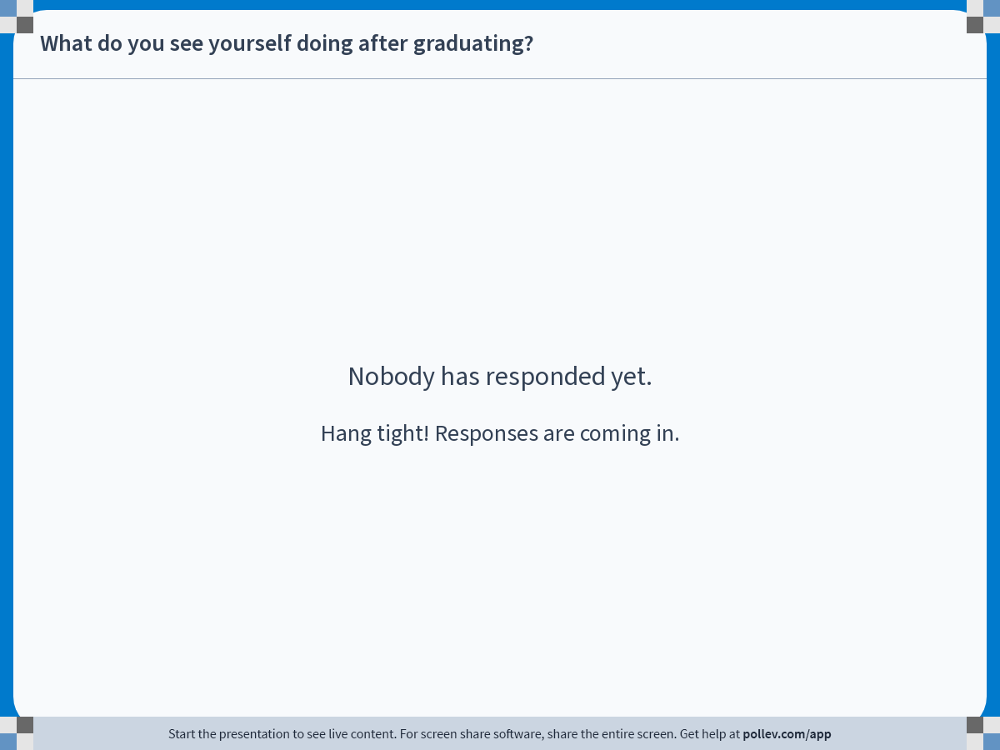 What do you see yourself doing after graduating?
Nobody has responded yet.
Hang tight! Responses are coming in.
Start the presentation to see live content. For screen share software, share the entire screen. Get help at pollev.com/app